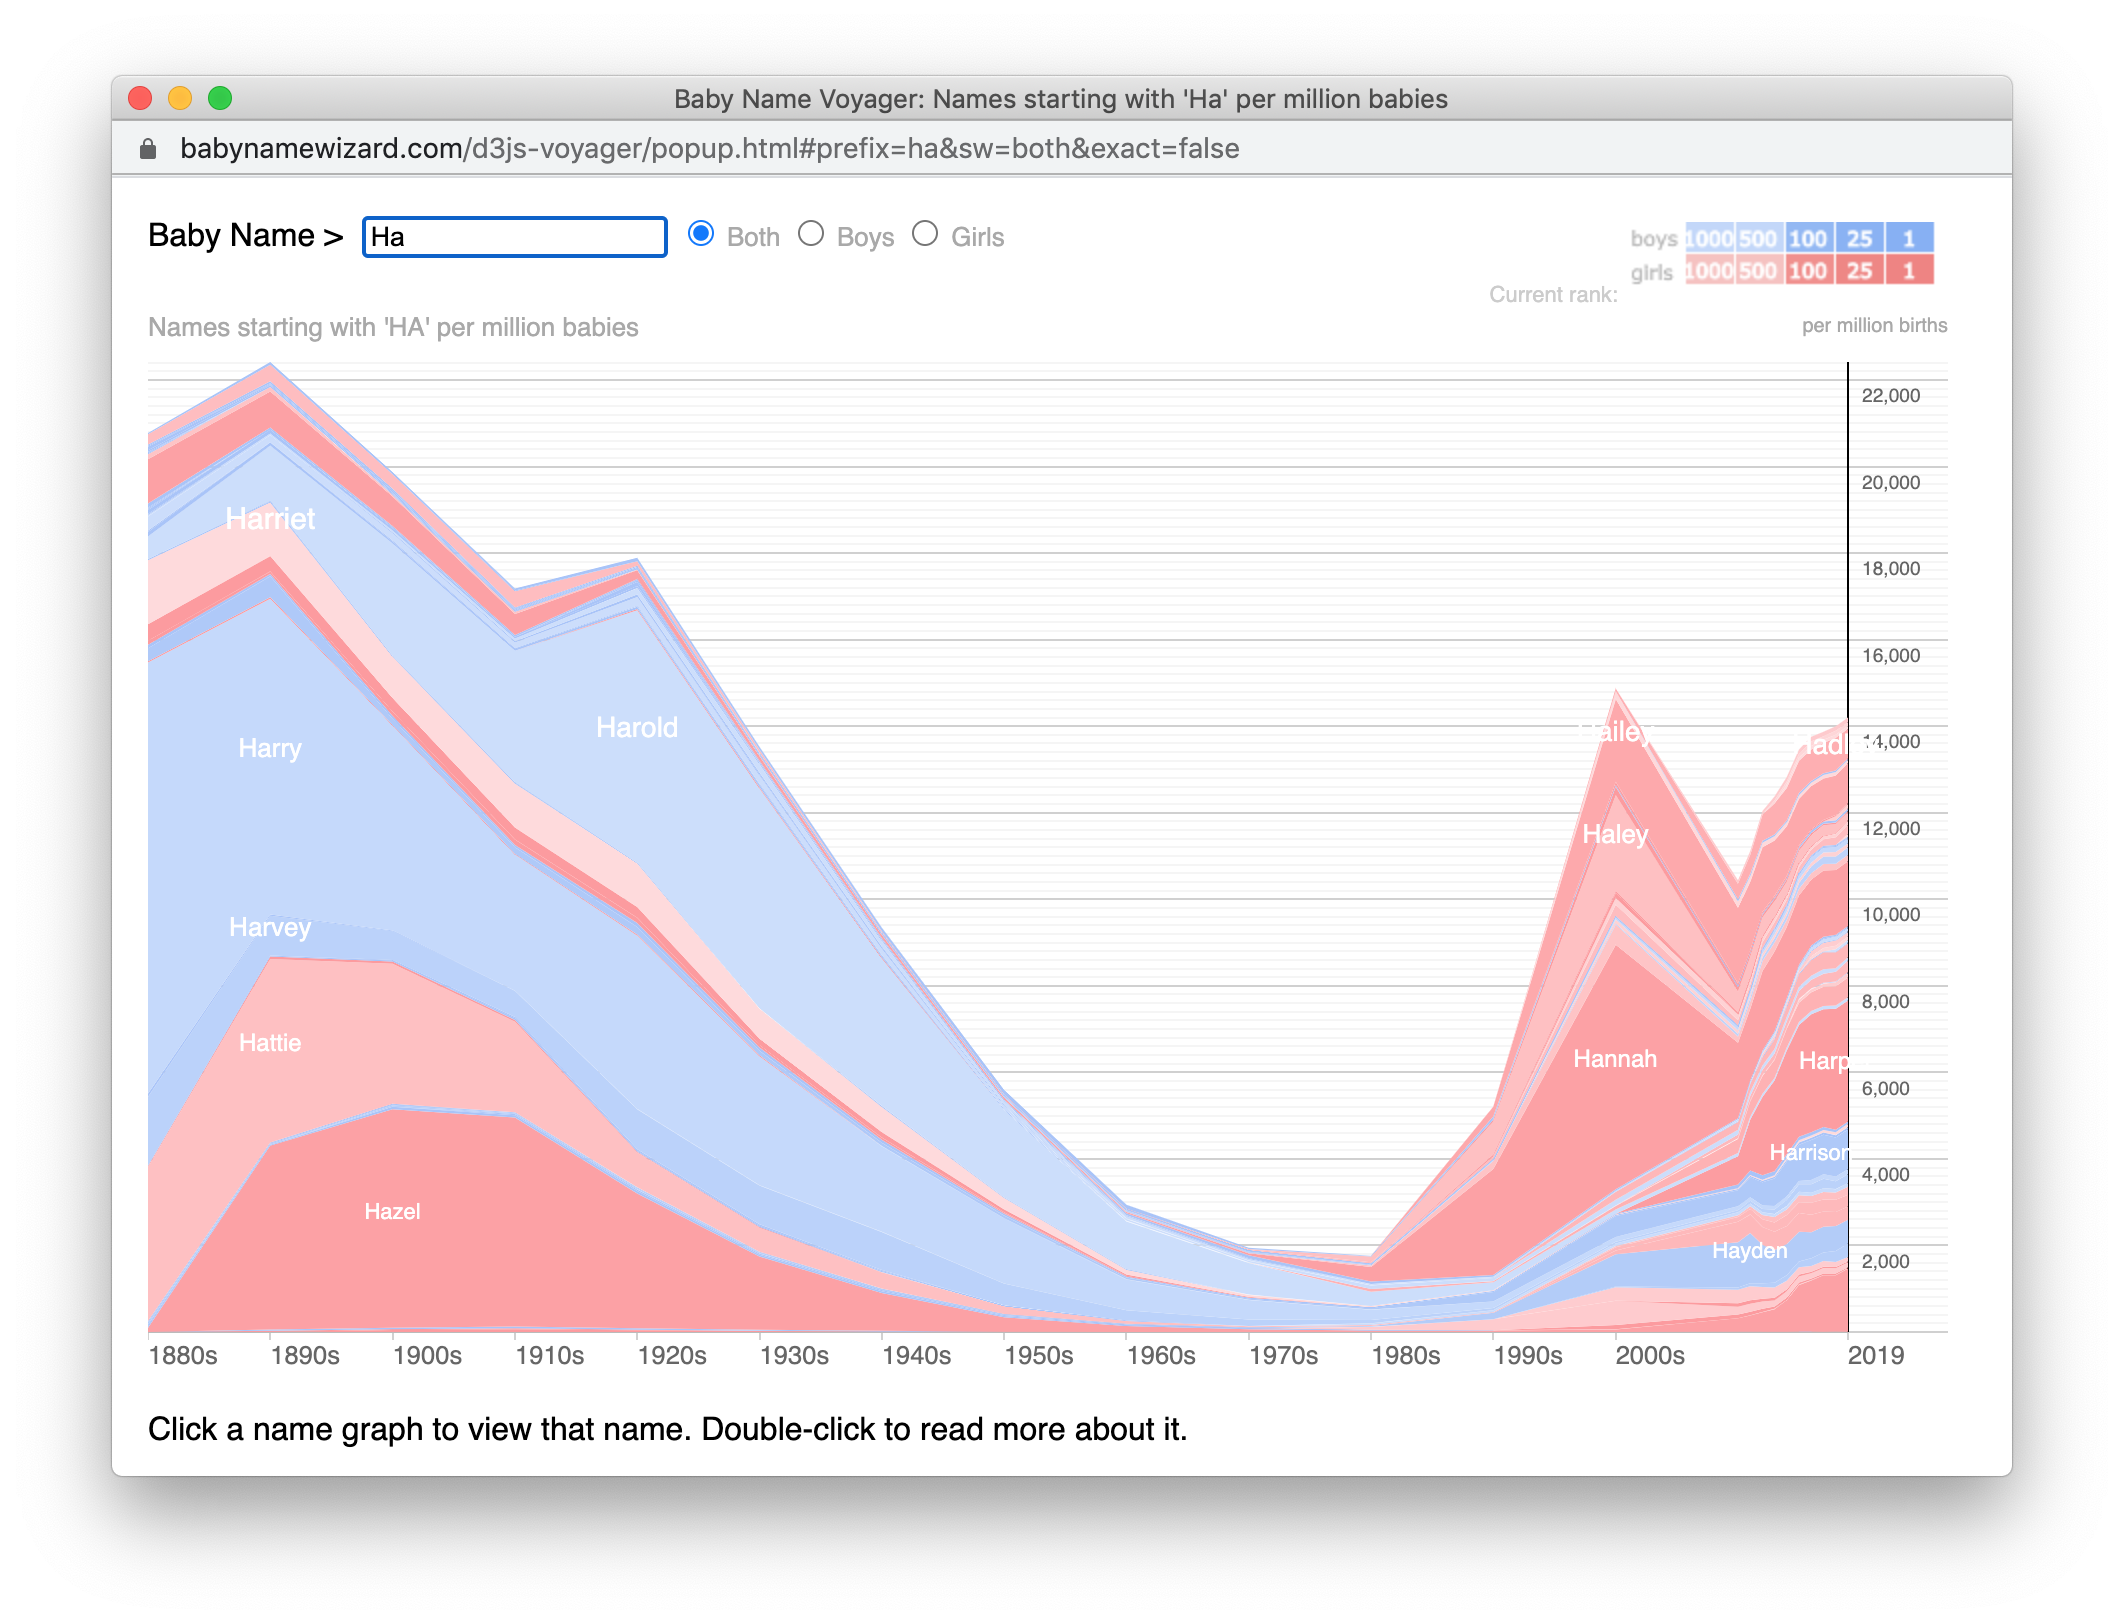 Baby Name Voyager: Names starting with 'Ha' per million babies
babynamewizard.com/d3js-voyager/popup.html#prefix=ha&sw=both&exact=false
Baby Name > Ha Both Boys Girls
boys 1000 500 100 25 1
girls 1000 500 100 25 1
Current rank:
Names starting with 'HA' per million babies
per million births
22,000
20,000
Harriet
18,000
16,000
Harold
Hailey
14,000
Harry
Haley
12,000
Harvey
10,000
8,000
Hattie
Hannah
Harp
6,000
Harrison
4,000
Hazel
Hayden
2,000
1880s 1890s 1900s 1910s 1920s 1930s 1940s 1950s 1960s 1970s 1980s 1990s 2000s 2019
Click a name graph to view that name. Double-click to read more about it.